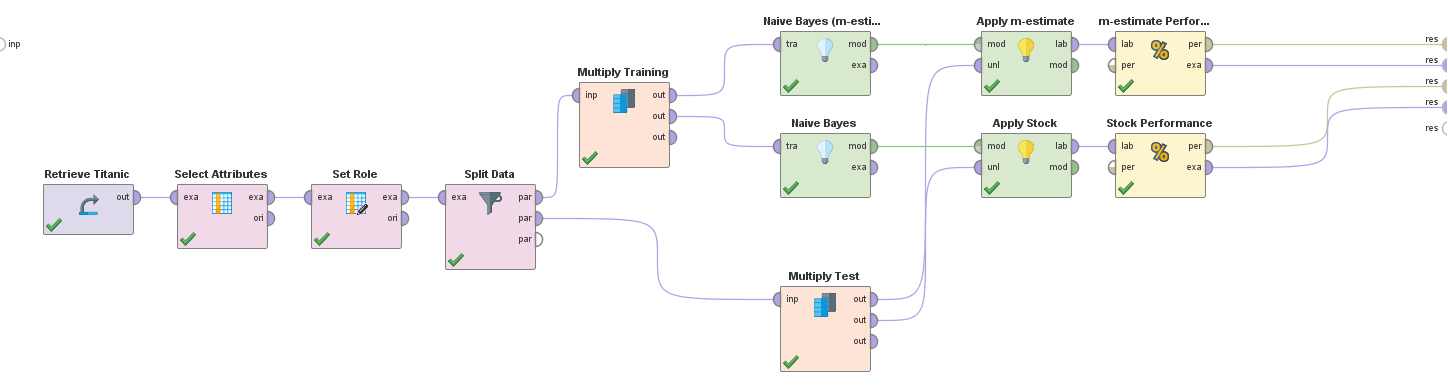 inp
Retrieve Titanic
out
Select Attributes
exa
exa
ori
Set Role
exa
exa
ori
Split Data
exa
par
par
par
Multiply Training
inp
out
out
out
Naive Bayes (m-esti...
tra
mod
exa
Naive Bayes
tra
mod
exa
Multiply Test
inp
out
out
out
Apply m-estimate
mod
lab
unl
mod
Apply Stock
mod
lab
unl
mod
m-estimate Perfor...
lab
per
per
exa
%
Stock Performance
lab
per
per
exa
%
res
res
res
res
res